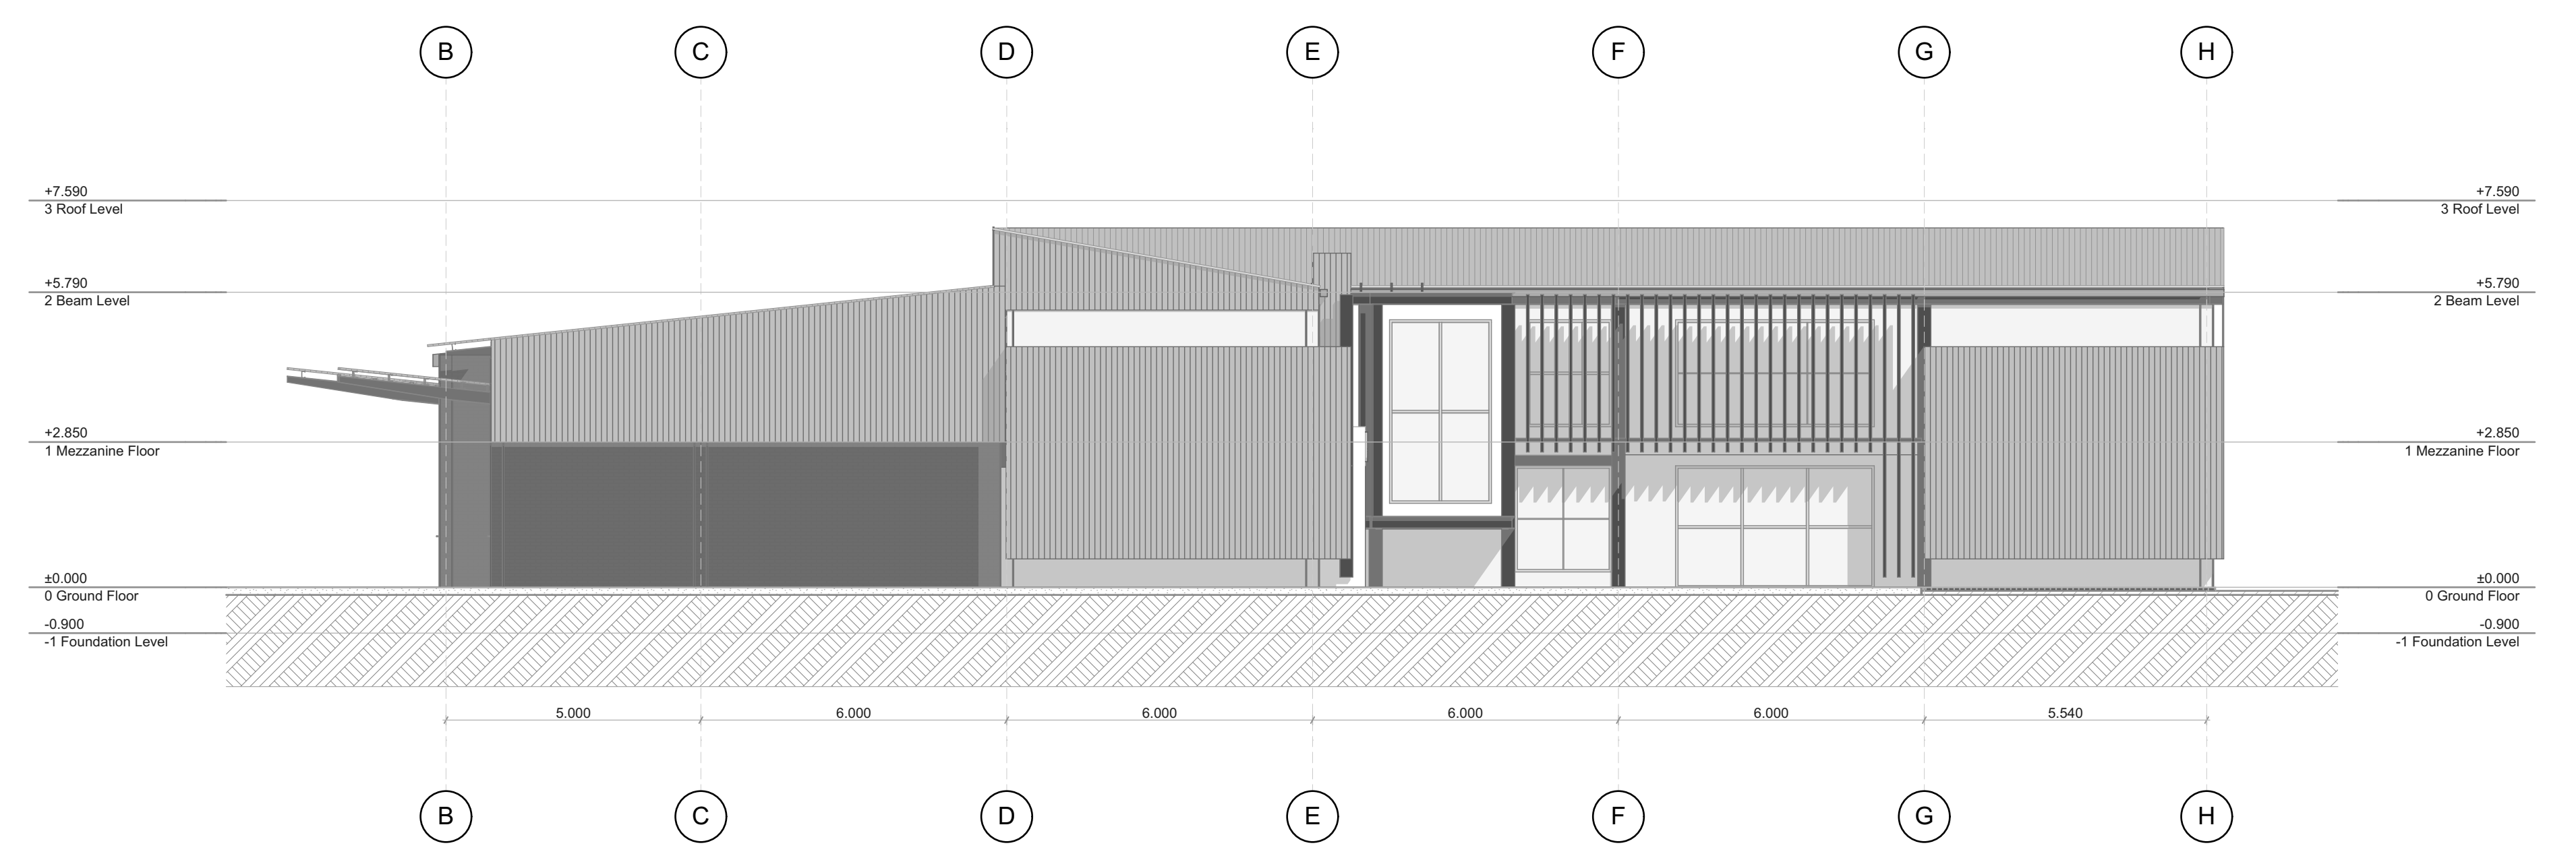 B C D E F G H
+7.590 +7.590
3 Roof Level 3 Roof Level
+5.790 +5.790
2 Beam Level 2 Beam Level
+2.850 +2.850
1 Mezzanine Floor 1 Mezzanine Floor
±0.000 ±0.000
0 Ground Floor 0 Ground Floor
-0.900 -0.900
-1 Foundation Level -1 Foundation Level
5.000 6.000 6.000 6.000 6.000 5.540
B C D E F G H